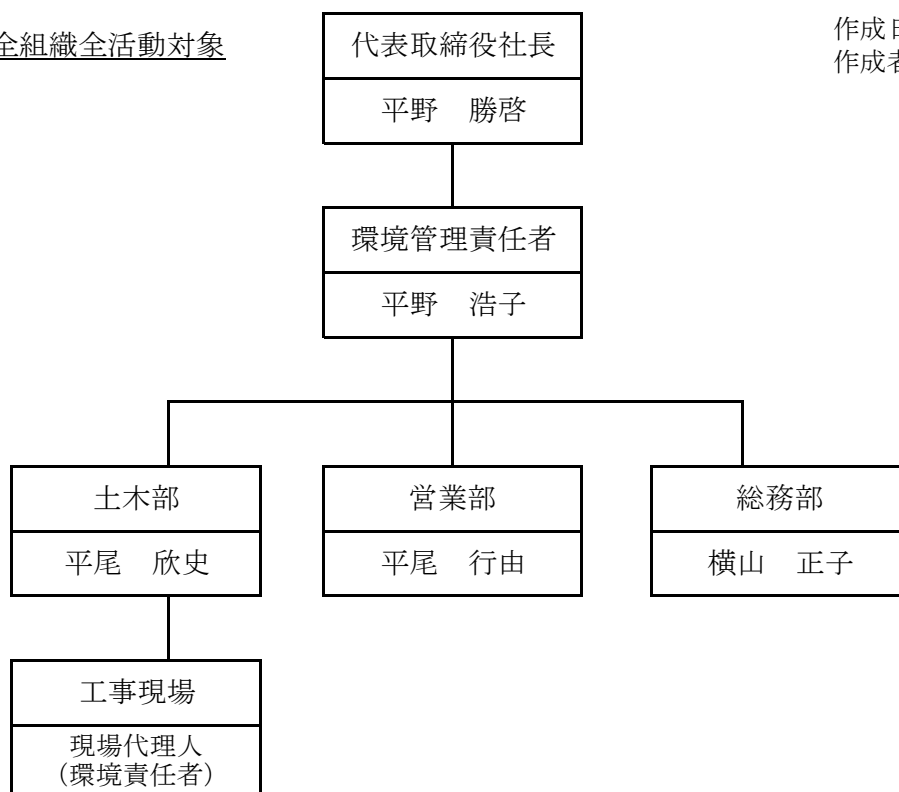 全組織全活動対象
作成日
作成者
代表取締役社長
平野　勝啓
環境管理責任者
平野　浩子
土木部
営業部
総務部
平尾　欣史
平尾　行由
横山　正子
工事現場
現場代理人
（環境責任者）